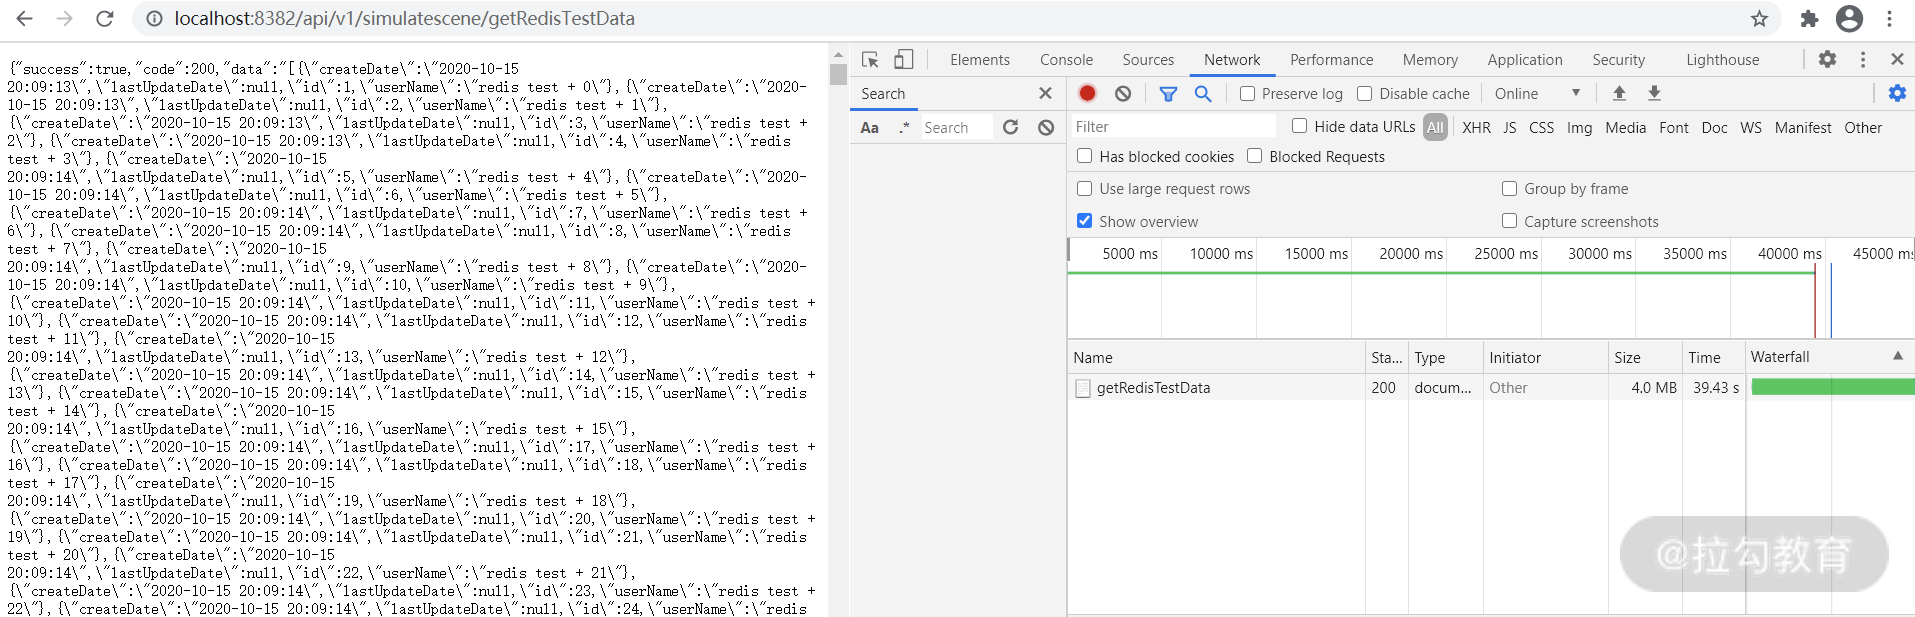 localhost:8382/api/v1/simulatescene/getRedisTestData
{"success":true,"code":200,"data":"[{\"createDate\":\"2020-10-15
20:09:13\",\"lastUpdateDate\":null,\"id\":1,\"userName\":\"redis test + 0\"},{\"createDate\":\"2020-
10-15 20:09:13\",\"lastUpdateDate\":null,\"id\":2,\"userName\":\"redis test + 1\"},
{\"createDate\":\"2020-10-15 20:09:13\",\"lastUpdateDate\":null,\"id\":3,\"userName\":\"redis test +
2\"},{\"createDate\":\"2020-10-15 20:09:13\",\"lastUpdateDate\":null,\"id\":4,\"userName\":\"redis
test + 3\"},{\"createDate\":\"2020-10-15
20:09:14\",\"lastUpdateDate\":null,\"id\":5,\"userName\":\"redis test + 4\"},{\"createDate\":\"2020-
10-15 20:09:14\",\"lastUpdateDate\":null,\"id\":6,\"userName\":\"redis test + 5\"},
{\"createDate\":\"2020-10-15 20:09:14\",\"lastUpdateDate\":null,\"id\":7,\"userName\":\"redis test +
6\"},{\"createDate\":\"2020-10-15 20:09:14\",\"lastUpdateDate\":null,\"id\":8,\"userName\":\"redis
test + 7\"},{\"createDate\":\"2020-10-15
20:09:14\",\"lastUpdateDate\":null,\"id\":9,\"userName\":\"redis test + 8\"},{\"createDate\":\"2020-
10-15 20:09:14\",\"lastUpdateDate\":null,\"id\":10,\"userName\":\"redis test + 9\"},
{\"createDate\":\"2020-10-15 20:09:14\",\"lastUpdateDate\":null,\"id\":11,\"userName\":\"redis test +
10\"},{\"createDate\":\"2020-10-15 20:09:14\",\"lastUpdateDate\":null,\"id\":12,\"userName\":\"redis
test + 11\"},{\"createDate\":\"2020-10-15
20:09:14\",\"lastUpdateDate\":null,\"id\":13,\"userName\":\"redis test + 12\"},
{\"createDate\":\"2020-10-15 20:09:14\",\"lastUpdateDate\":null,\"id\":14,\"userName\":\"redis test +
13\"},{\"createDate\":\"2020-10-15 20:09:14\",\"lastUpdateDate\":null,\"id\":15,\"userName\":\"redis
test + 14\"},{\"createDate\":\"2020-10-15
20:09:14\",\"lastUpdateDate\":null,\"id\":16,\"userName\":\"redis test + 15\"},
{\"createDate\":\"2020-10-15 20:09:14\",\"lastUpdateDate\":null,\"id\":17,\"userName\":\"redis test +
16\"},{\"createDate\":\"2020-10-15 20:09:14\",\"lastUpdateDate\":null,\"id\":18,\"userName\":\"redis
test + 17\"},{\"createDate\":\"2020-10-15
20:09:14\",\"lastUpdateDate\":null,\"id\":19,\"userName\":\"redis test + 18\"},
{\"createDate\":\"2020-10-15 20:09:14\",\"lastUpdateDate\":null,\"id\":20,\"userName\":\"redis test +
19\"},{\"createDate\":\"2020-10-15 20:09:14\",\"lastUpdateDate\":null,\"id\":21,\"userName\":\"redis
test + 20\"},{\"createDate\":\"2020-10-15
20:09:14\",\"lastUpdateDate\":null,\"id\":22,\"userName\":\"redis test + 21\"},
{\"createDate\":\"2020-10-15 20:09:14\",\"lastUpdateDate\":null,\"id\":23,\"userName\":\"redis test +
22\"},{\"createDate\":\"2020-10-15 20:09:14\",\"lastUpdateDate\":null,\"id\":24,\"userName\":\"redis
Elements Console Sources Network Performance Memory Application Security Lighthouse
Search
Aa .* Search
Preserve log Disable cache Online
Filter Hide data URLs All XHR JS CSS Img Media Font Doc WS Manifest Other
Has blocked cookies Blocked Requests
Use large request rows Group by frame
Show overview Capture screenshots
5000 ms 10000 ms 15000 ms 20000 ms 25000 ms 30000 ms 35000 ms 40000 ms 45000 m
Name Sta... Type Initiator Size Time Waterfall
getRedisTestData 200 docum... Other 4.0 MB 39.43 s
@拉勾教育